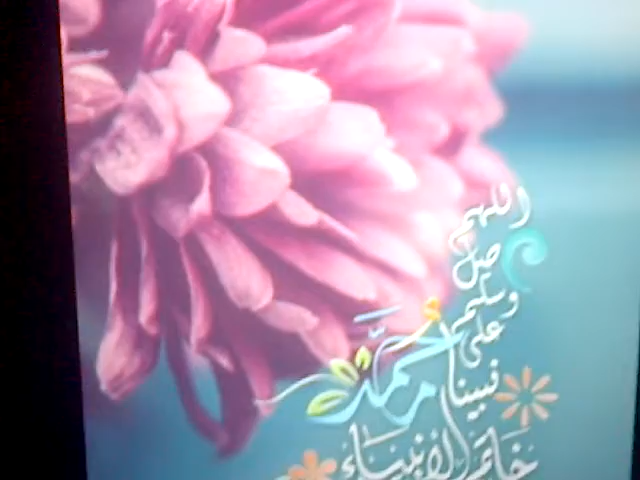 اللهم
صل
وسلم
على
نبينا
محمد
خاتم الأنبياء